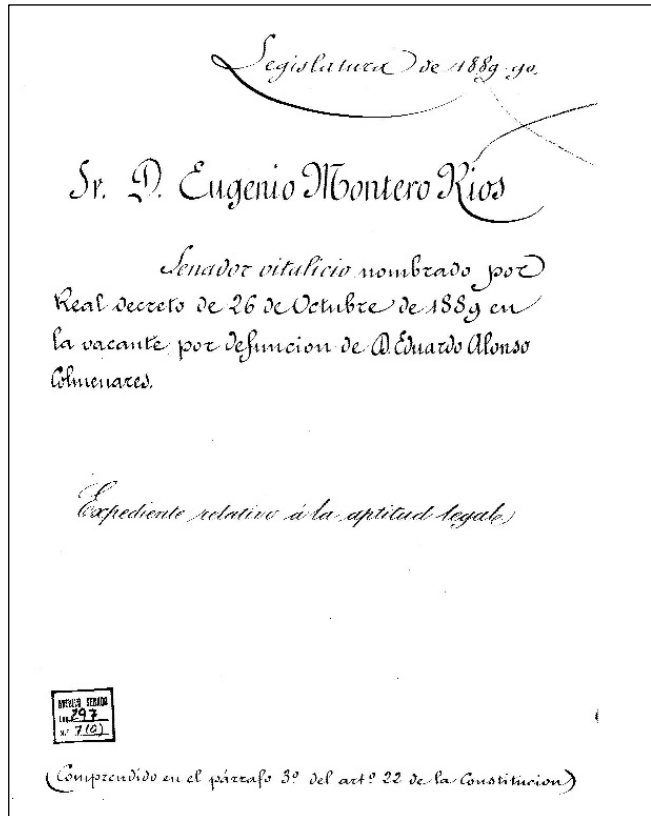 Legislatura de 1889-90.
Sr. D. Eugenio Montero Rios
Senador vitalicio nombrado por
Real decreto de 26 de Octubre de 1889 en
la vacante por defuncion de D. Eduardo Alonso
Colmenares.
Expediente relativo á la aptitud legal
ARCHIVO SENADO
Leg. 297
N.º 7 (0)
(Comprendido en el párrafo 3º del artº 22 de la Constitucion)